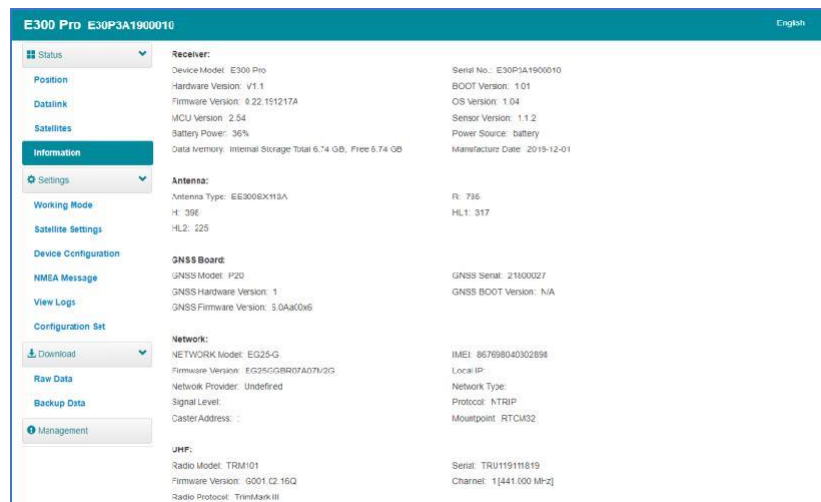 E300 Pro E30P3A1900010
English
Status
Position
Datalink
Satellites
Information
Settings
Working Mode
Satellite Settings
Device Configuration
NMEA Message
View Logs
Configuration Set
Download
Raw Data
Backup Data
Management
Receiver:
Device Model: E300 Pro
Serial No.: E30P3A1900010
Hardware Version: V1.1
BOOT Version: 1.01
Firmware Version: 0.22.191217A
OS Version: 1.04
MCU Version: 2.54
Sensor Version: 1.1.2
Battery Power: 36%
Power Source: battery
Data Memory: Internal Storage Total 6.74 GB, Free 6.74 GB
Manufacture Date: 2019-12-01
Antenna:
Antenna Type:
R: 786
H: 398
HL1: 317
HL2: 225
GNSS Board:
GNSS Model: P20
GNSS Serial: 21800027
GNSS Hardware Version: 1
GNSS BOOT Version: N/A
GNSS Firmware Version:
Network:
NETWORK Model: EG25-G
IMEI: 867698040302898
Firmware Version: EG25GGBR07A07M2G
Local IP:
Network Provider: Undefined
Network Type:
Signal Level:
Protocol: NTRIP
Caster Address: :
Mountpoint: RTCM32
UHF:
Radio Model: TRM101
Serial: TRU119111819
Firmware Version: G001.02.16Q
Channel: 1[441.000 MHz]
Radio Protocol: TrimMark III